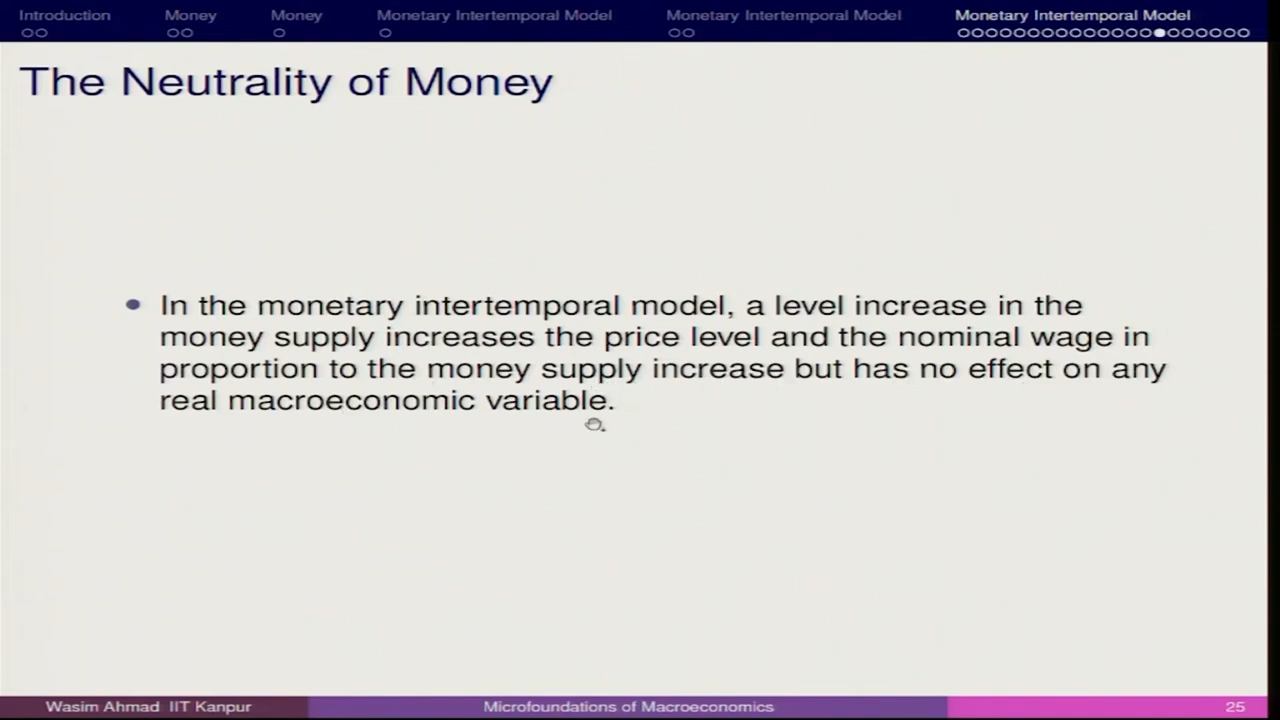 Introduction Money Money Monetary Intertemporal Model Monetary Intertemporal Model Monetary Intertemporal Model
The Neutrality of Money
In the monetary intertemporal model, a level increase in the
money supply increases the price level and the nominal wage in
proportion to the money supply increase but has no effect on any
real macroeconomic variable.
Wasim Ahmad IIT Kanpur Microfoundations of Macroeconomics 25